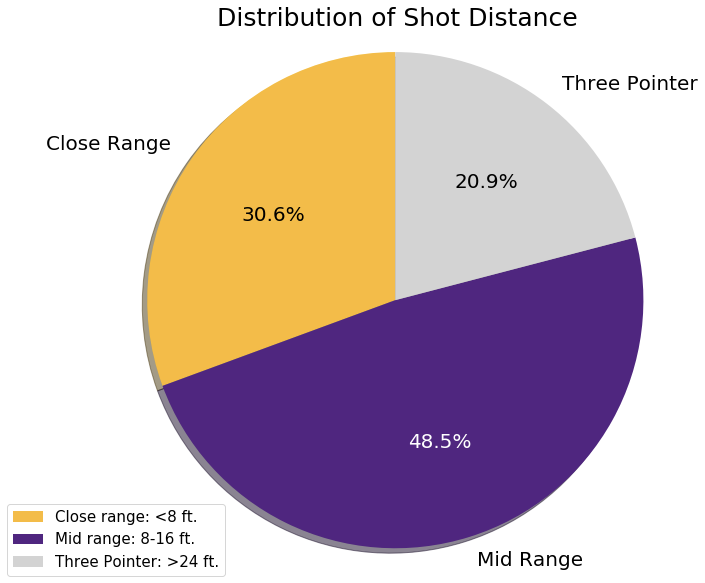 Distribution of Shot Distance
Three Pointer
Close Range
20.9%
30.6%
48.5%
Mid Range
Close range: <8 ft.
Mid range: 8-16 ft.
Three Pointer: >24 ft.